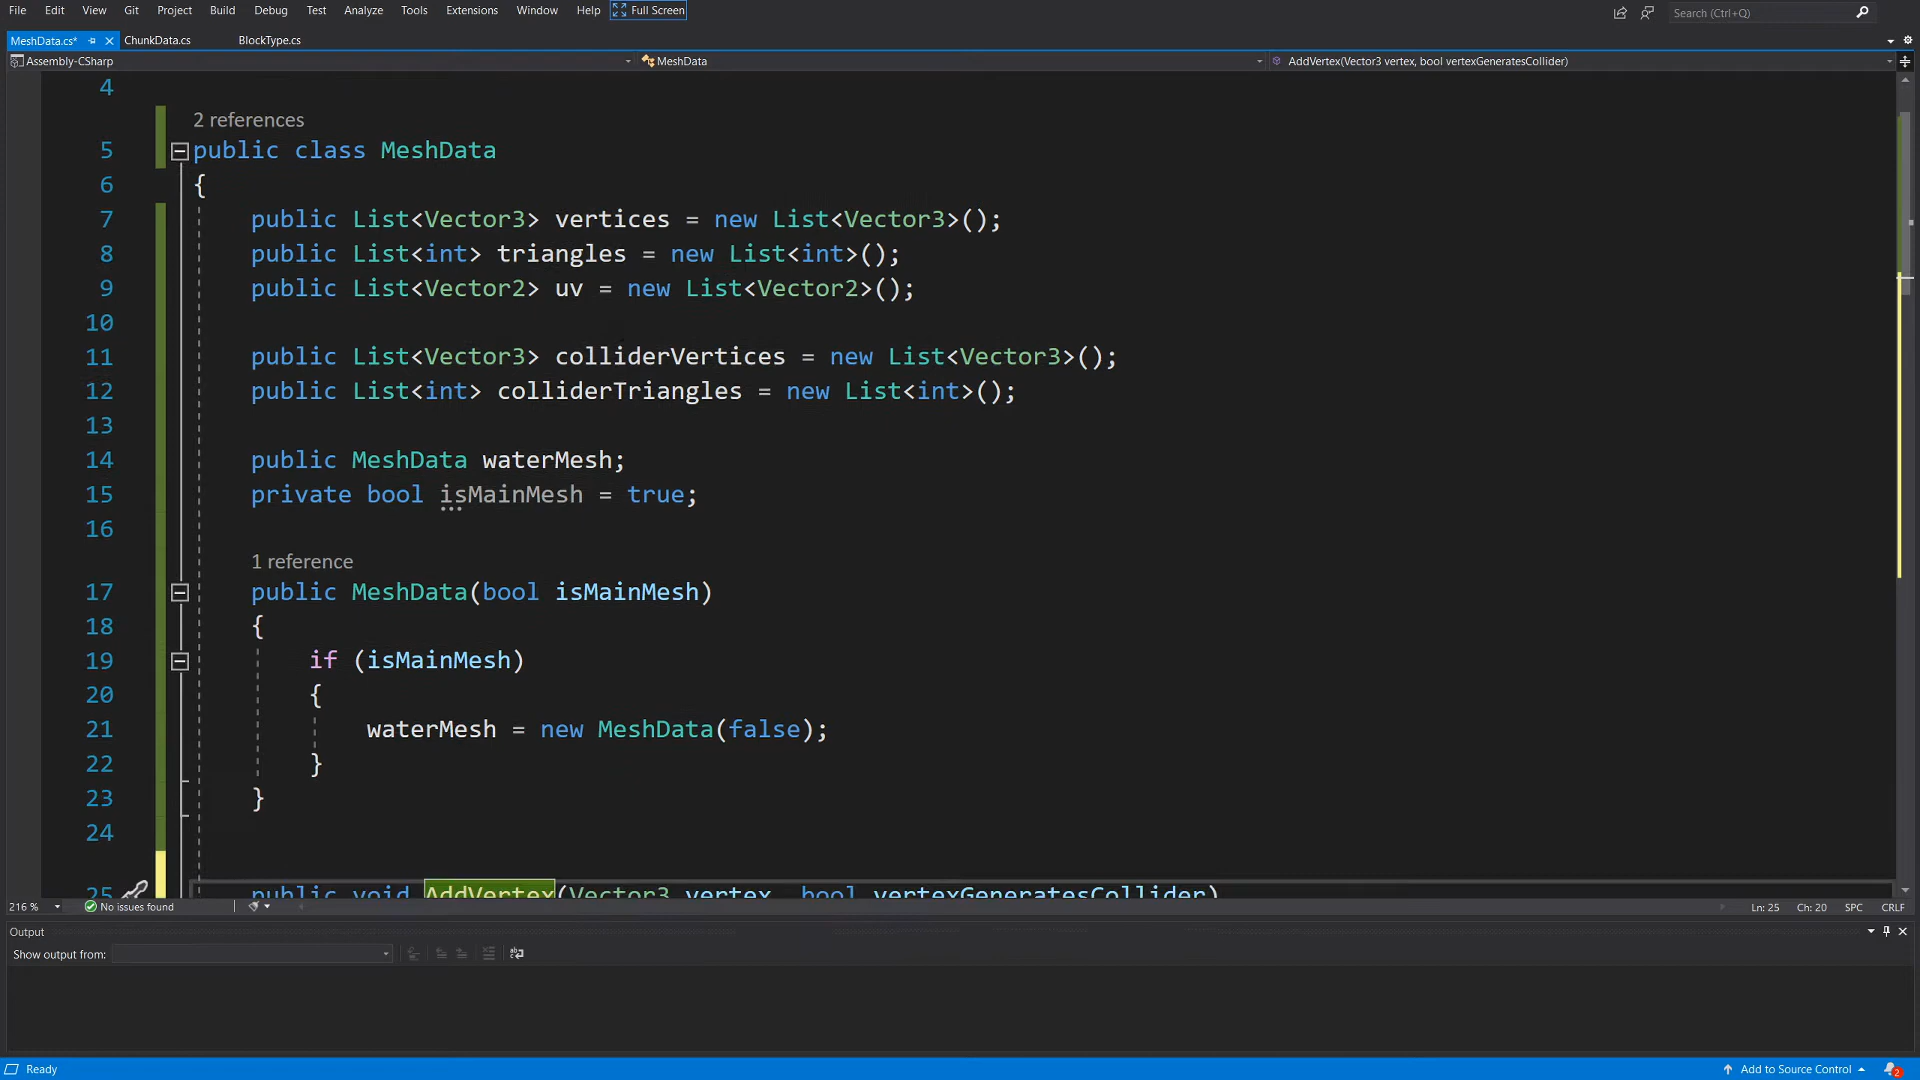 File Edit View Git Project Build Debug Test Analyze Tools Extensions Window Help Full Screen Search (Ctrl+Q)
MeshData.cs* ChunkData.cs BlockType.cs
Assembly-CSharp MeshData AddVertex(Vector3 vertex, bool vertexGeneratesCollider)
4
2 references
5 public class MeshData
6 {
7 public List<Vector3> vertices = new List<Vector3>();
8 public List<int> triangles = new List<int>();
9 public List<Vector2> uv = new List<Vector2>();
10
11 public List<Vector3> colliderVertices = new List<Vector3>();
12 public List<int> colliderTriangles = new List<int>();
13
14 public MeshData waterMesh;
15 private bool isMainMesh = true;
16
1 reference
17 public MeshData(bool isMainMesh)
18 {
19 if (isMainMesh)
20 {
21 waterMesh = new MeshData(false);
22 }
23 }
24
25 public void AddVertex(Vector3 vertex, bool vertexGeneratesCollider)
216 % No issues found Ln: 25 Ch: 20 SPC CRLF
Output
Show output from:
Ready Add to Source Control 2